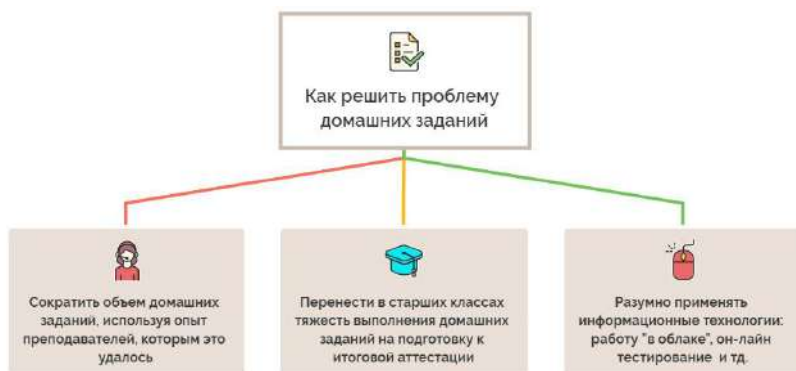 Как решить проблему
домашних заданий
Сократить объем домашних
заданий, используя опыт
преподавателей, которым это
удалось
Перенести в старших классах
тяжесть выполнения домашних
заданий на подготовку к
итоговой аттестации
Разумно применять
информационные технологии:
работу "в облаке", он-лайн
тестирование и тд.